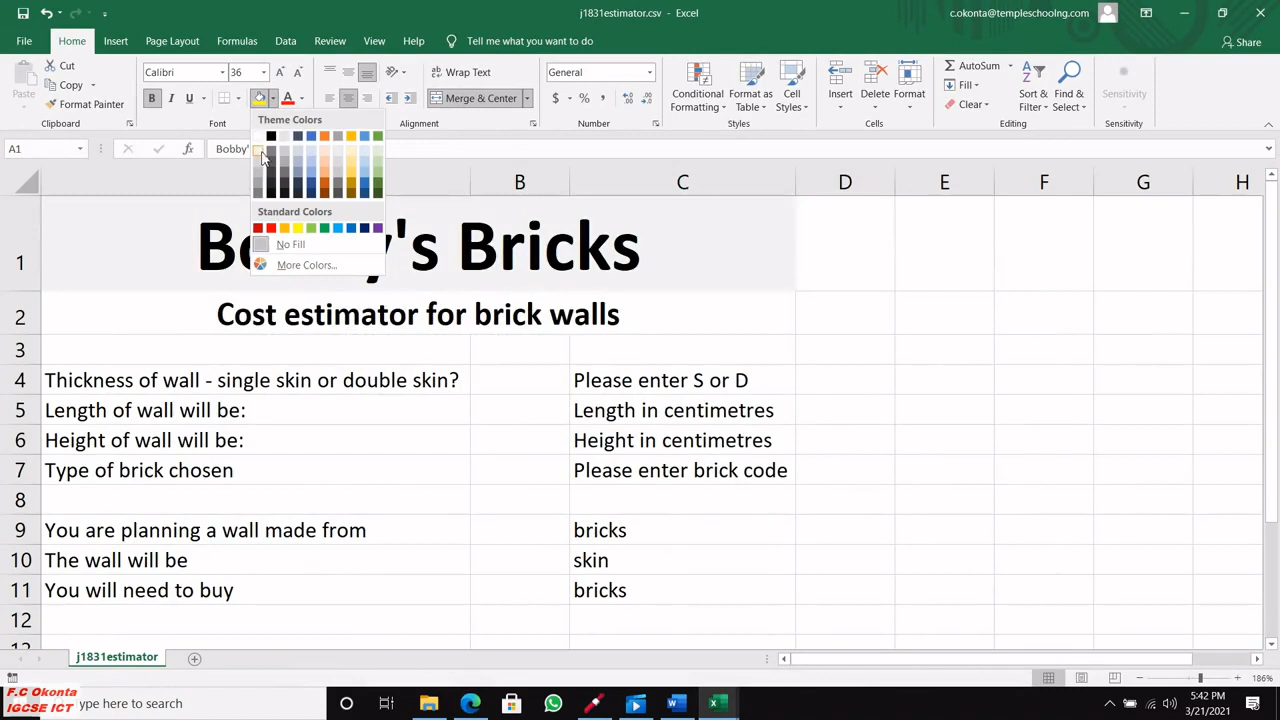 j1831estimator.csv - Excel
c.okonta@templeschoolng.com
File Home Insert Page Layout Formulas Data Review View Help Tell me what you want to do Share
Paste Cut Copy Format Painter Clipboard
Calibri 36 B I U Font
Wrap Text Merge & Center Alignment
General $ % , Number
Conditional Formatting Format as Table Cell Styles Styles
Insert Delete Format Cells
AutoSum Fill Clear Sort & Filter Find & Select Editing
Sensitivity Sensitivity
A1 fx Bobby'
Theme Colors
Standard Colors
No Fill
More Colors...
A B C D E F G H
1 Bobby's Bricks
2 Cost estimator for brick walls
3
4 Thickness of wall - single skin or double skin? Please enter S or D
5 Length of wall will be: Length in centimetres
6 Height of wall will be: Height in centimetres
7 Type of brick chosen Please enter brick code
8
9 You are planning a wall made from bricks
10 The wall will be skin
11 You will need to buy bricks
12
13
j1831estimator
186%
F.C Okonta
IGCSE ICT
ype here to search
5:42 PM
3/21/2021